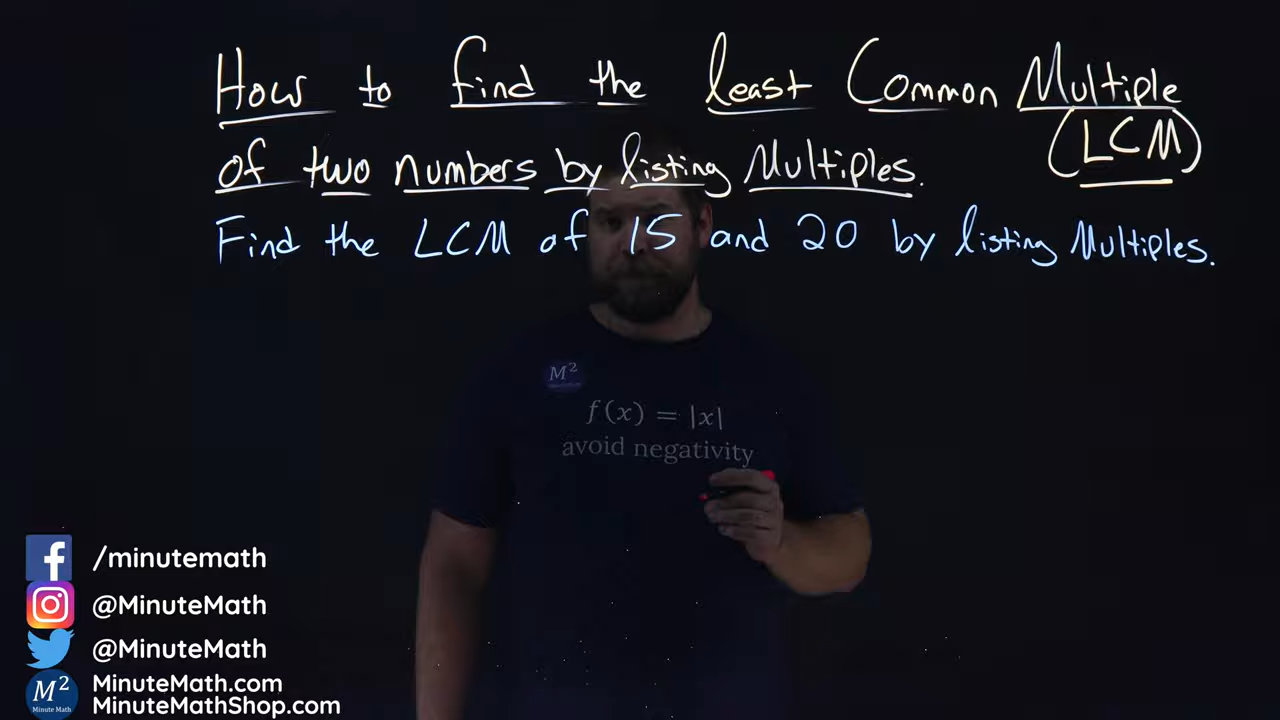 How to find the least Common Multiple
(LCM)
of two numbers by listing Multiples.
Find the LCM of 15 and 20 by listing Multiples.
M²
f(x) = |x|
avoid negativity
/minutemath
@MinuteMath
@MinuteMath
M²
Minute Math
MinuteMath.com
MinuteMathShop.com